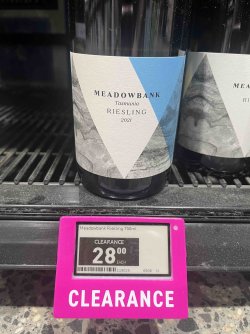 MEADOWBANK
Tasmania
RIESLING
2021
Meadowbank Riesling 750ml
CLEARANCE
28.00
EACH
CLEARANCE